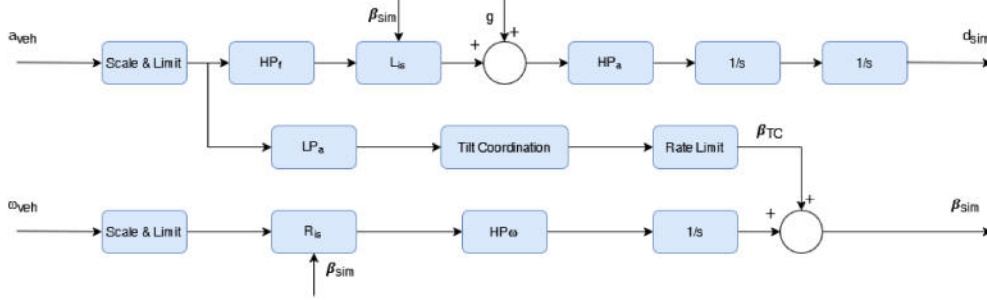 βsim
g
aveh
dsim
+
+
Scale & Limit
HPf
Lis
HPa
1/s
1/s
βTC
LPa
Tilt Coordination
Rate Limit
ωveh
+
βsim
+
Scale & Limit
Ris
HPω
1/s
βsim